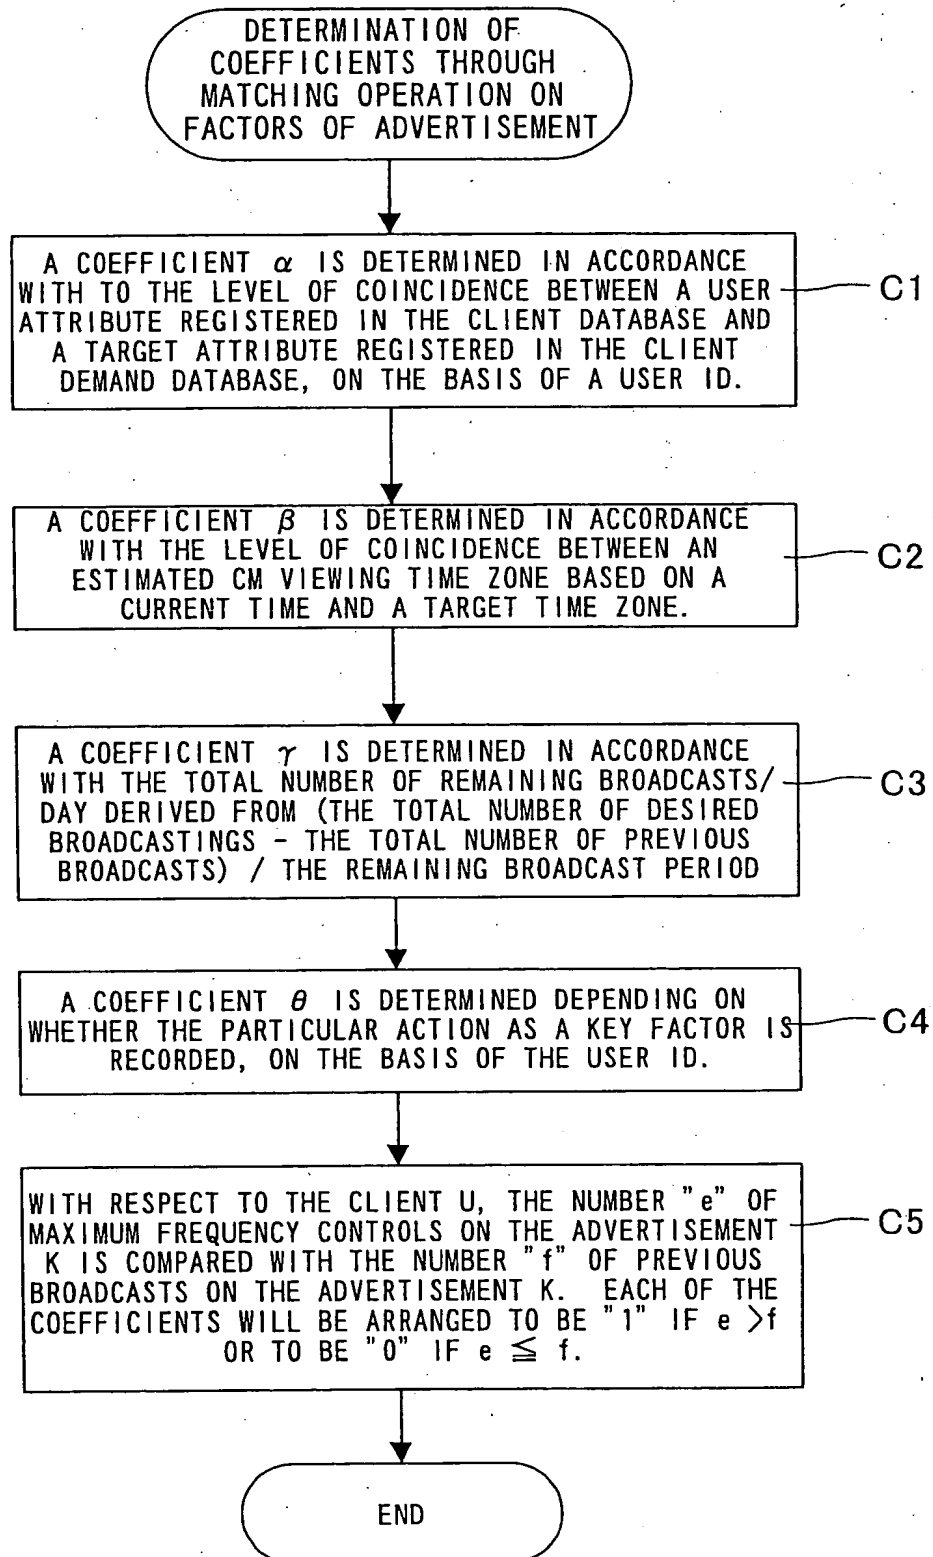 DETERMINATION OF
COEFFICIENTS THROUGH
MATCHING OPERATION ON
FACTORS OF ADVERTISEMENT
A COEFFICIENT α IS DETERMINED IN ACCORDANCE
WITH TO THE LEVEL OF COINCIDENCE BETWEEN A USER
ATTRIBUTE REGISTERED IN THE CLIENT DATABASE AND
A TARGET ATTRIBUTE REGISTERED IN THE CLIENT
DEMAND DATABASE, ON THE BASIS OF A USER ID.
C1
A COEFFICIENT β IS DETERMINED IN ACCORDANCE
WITH THE LEVEL OF COINCIDENCE BETWEEN AN
ESTIMATED CM VIEWING TIME ZONE BASED ON A
CURRENT TIME AND A TARGET TIME ZONE.
C2
A COEFFICIENT γ IS DETERMINED IN ACCORDANCE
WITH THE TOTAL NUMBER OF REMAINING BROADCASTS/
DAY DERIVED FROM (THE TOTAL NUMBER OF DESIRED
BROADCASTINGS - THE TOTAL NUMBER OF PREVIOUS
BROADCASTS) / THE REMAINING BROADCAST PERIOD
C3
A COEFFICIENT θ IS DETERMINED DEPENDING ON
WHETHER THE PARTICULAR ACTION AS A KEY FACTOR IS
RECORDED, ON THE BASIS OF THE USER ID.
C4
WITH RESPECT TO THE CLIENT U, THE NUMBER "e" OF
MAXIMUM FREQUENCY CONTROLS ON THE ADVERTISEMENT
K IS COMPARED WITH THE NUMBER "f" OF PREVIOUS
BROADCASTS ON THE ADVERTISEMENT K. EACH OF THE
COEFFICIENTS WILL BE ARRANGED TO BE "1" IF e >f
OR TO BE "0" IF e ≦ f.
C5
END